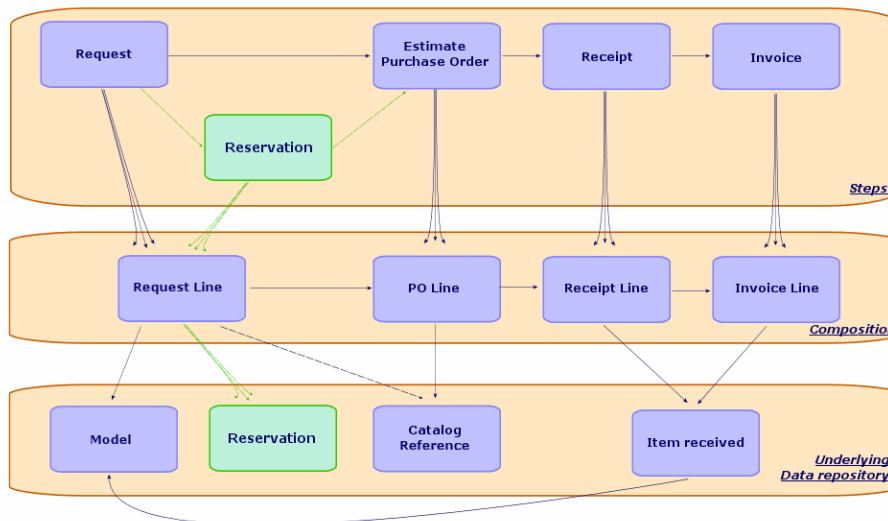 Request
Estimate
Purchase Order
Receipt
Invoice
Reservation
Steps
Request Line
PO Line
Receipt Line
Invoice Line
Compositio
Model
Reservation
Catalog
Reference
Item received
Underlying
Data repository